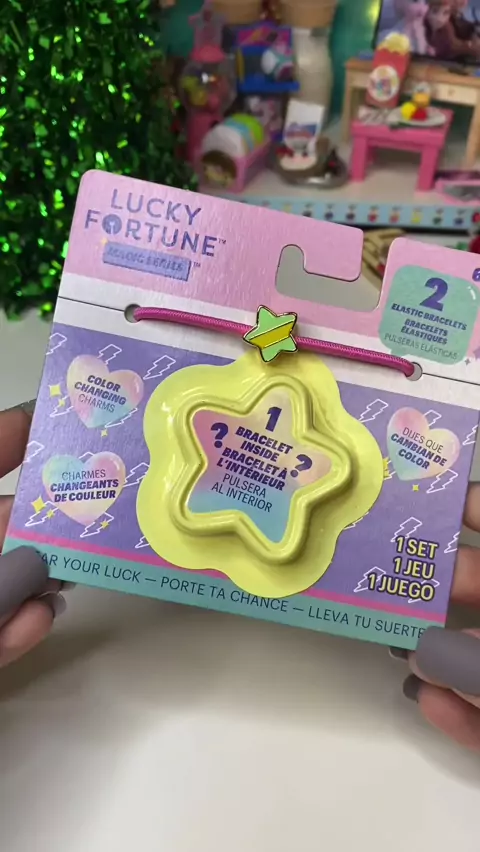 LUCKY
FORTUNE™
2
ELASTIC BRACELETS
BRACELETS
ÉLASTIQUES
PULSERAS ELÁSTICAS
COLOR
CHANGING
CHARMS
CHARMES
CHANGEANTS
DE COULEUR
1
BRACELET
INSIDE
BRACELET À
L'INTÉRIEUR
PULSERA
AL INTERIOR
? ?
DIJES QUE
CAMBIAN DE
COLOR
1 SET
1 JEU
1 JUEGO
YOUR LUCK — PORTE TA CHANCE — LLEVA TU SUERTE